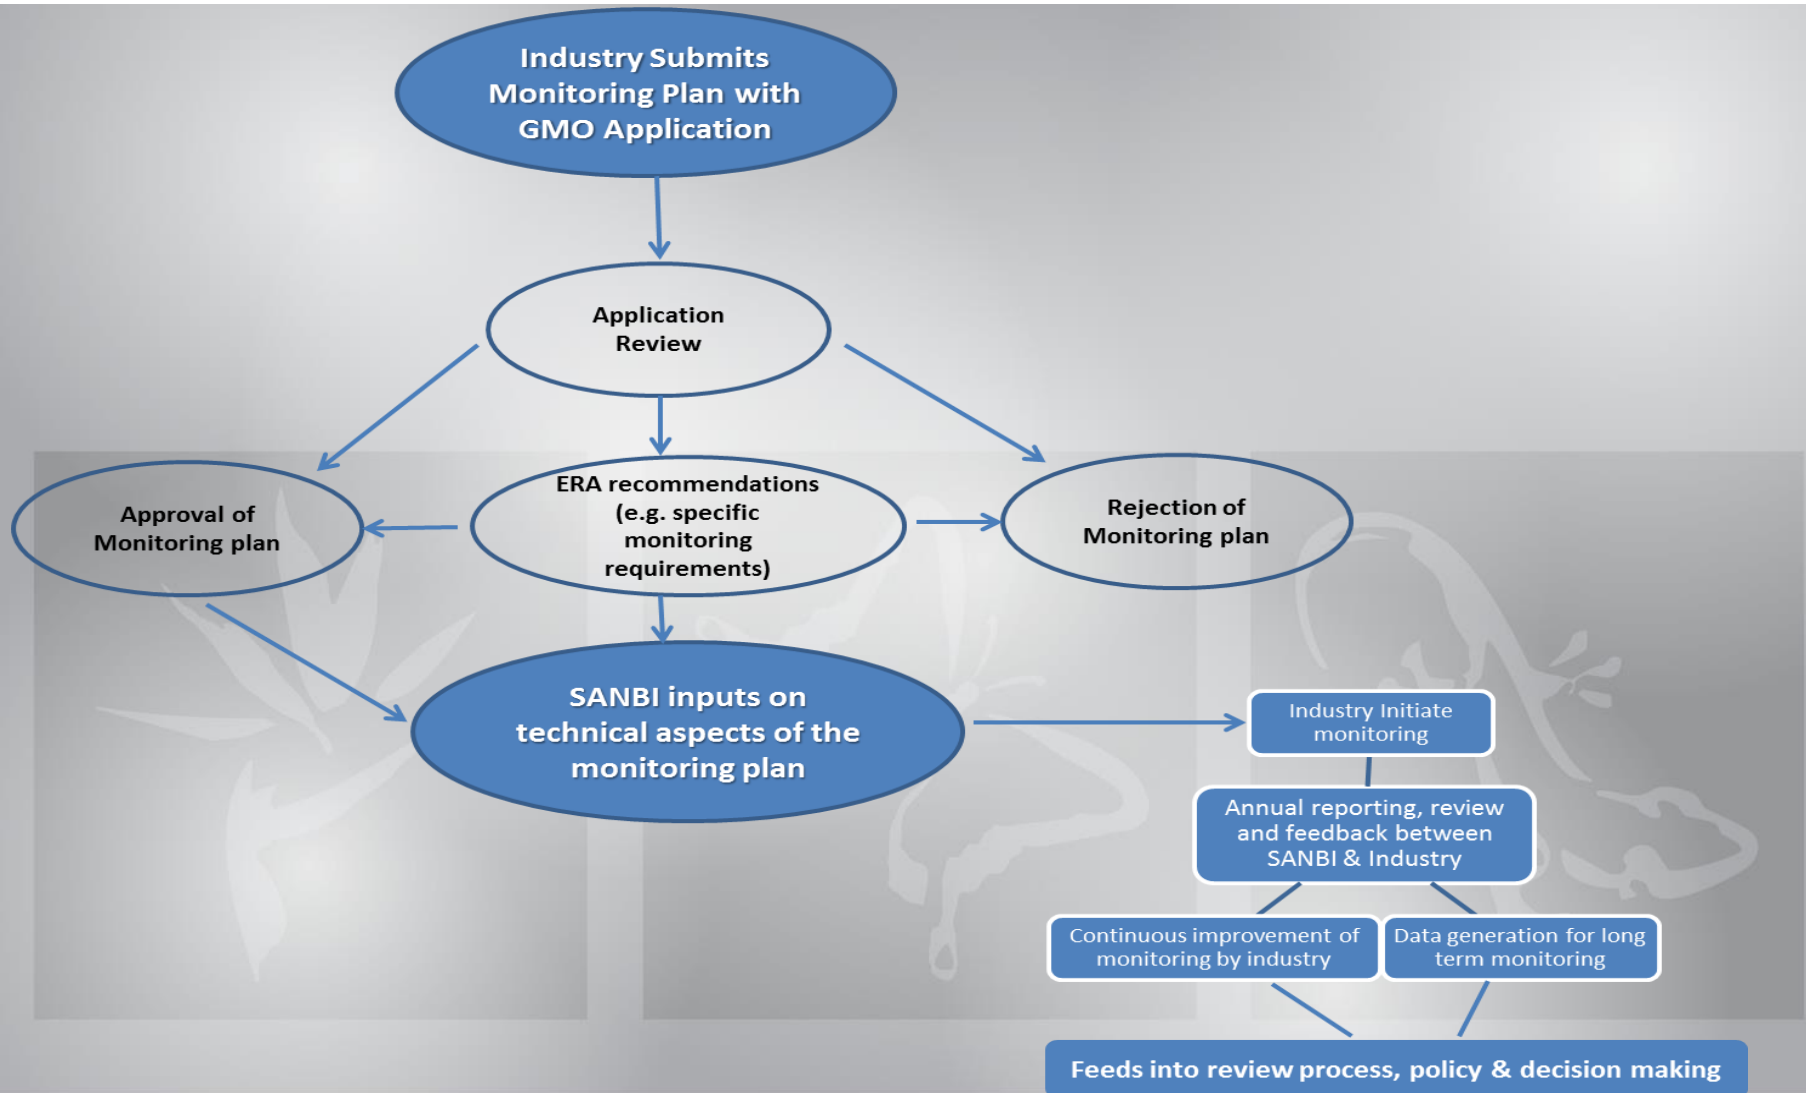 Industry Submits
Monitoring Plan with
GMO Application
Application
Review
Approval of
Monitoring plan
ERA recommendations
(e.g. specific
monitoring
requirements)
Rejection of
Monitoring plan
SANBI inputs on
technical aspects of the
monitoring plan
Industry Initiate
monitoring
Annual reporting, review
and feedback between
SANBI & Industry
Continuous improvement of
monitoring by industry
Data generation for long
term monitoring
Feeds into review process, policy & decision making